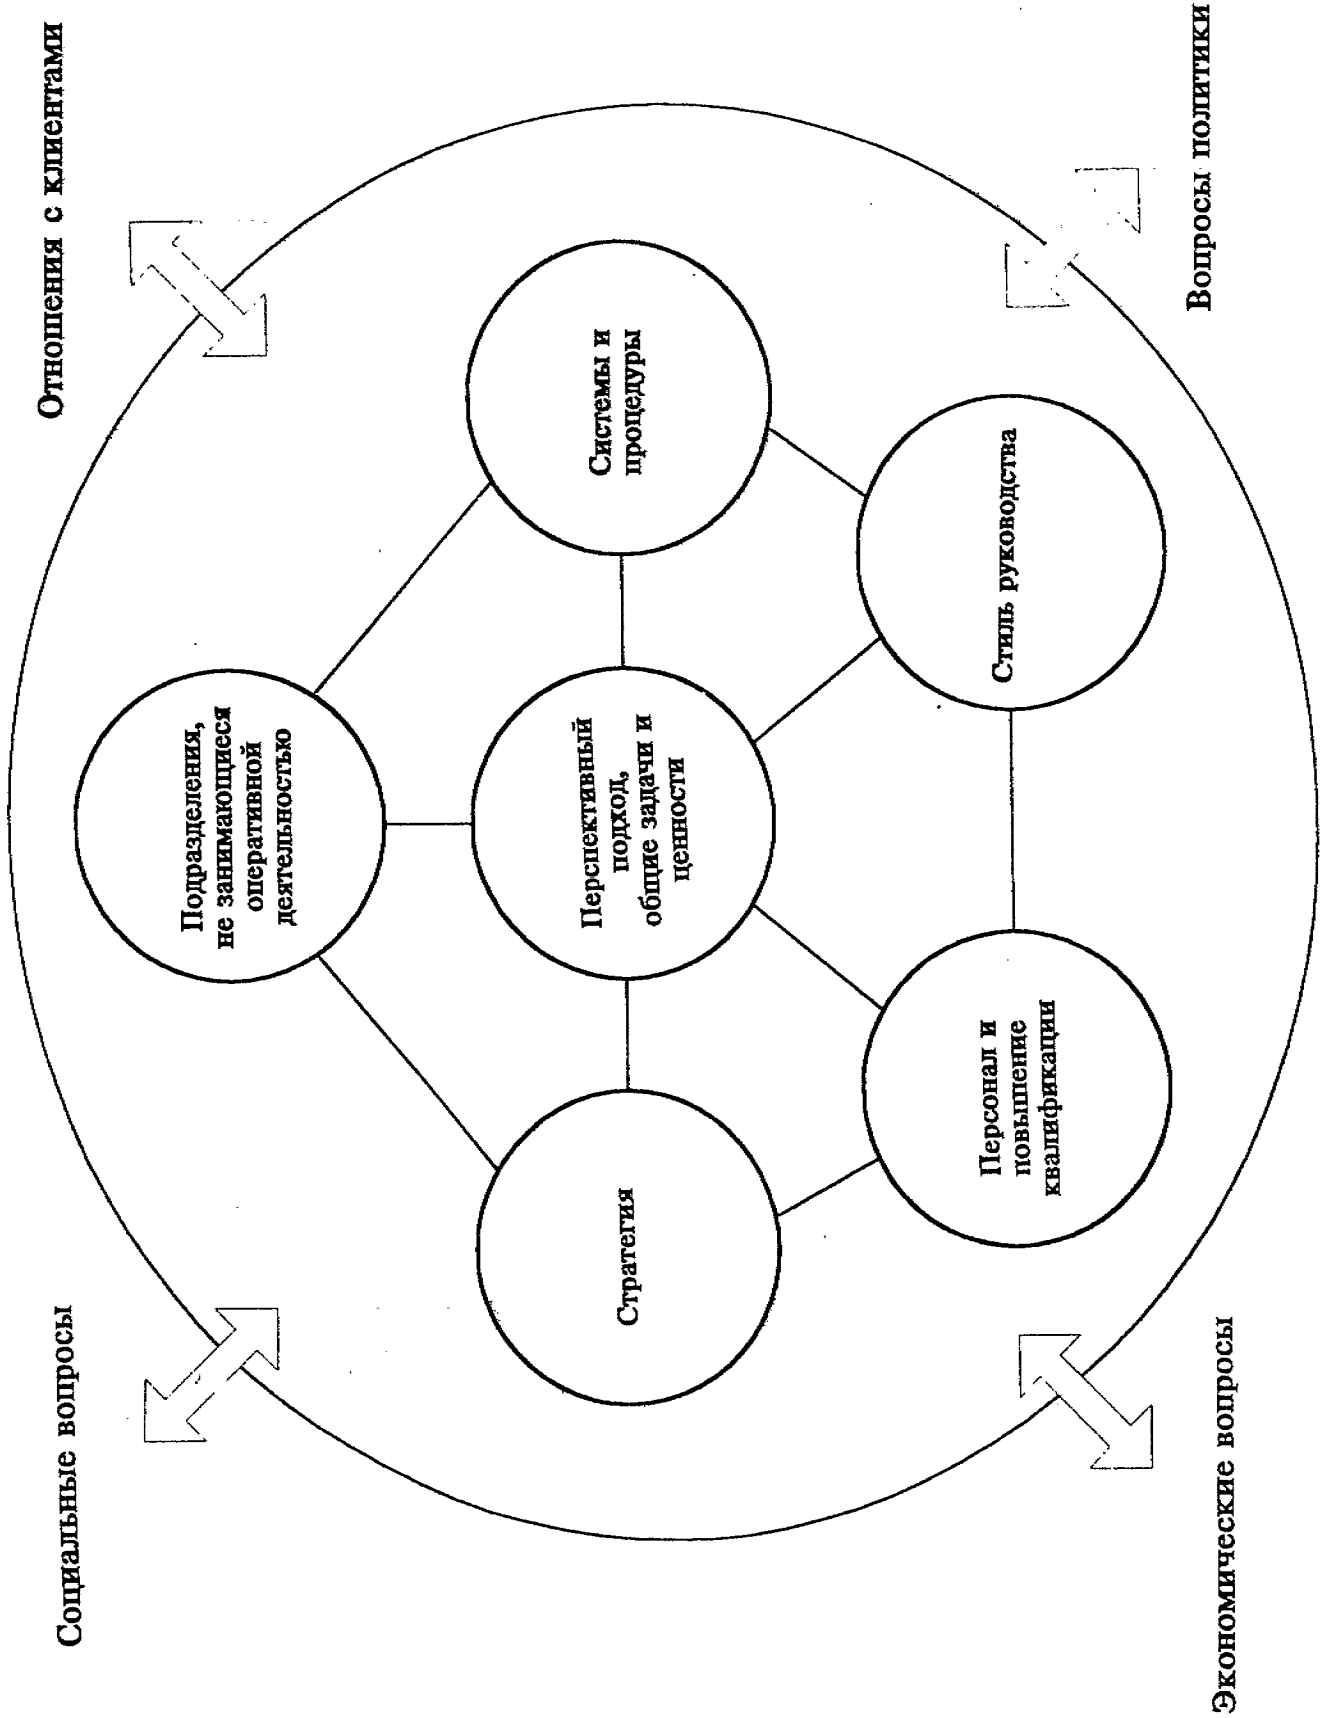 Социальные вопросы
Отношения с клиентами
Подразделения,
не занимающиеся
оперативной
деятельностью
Стратегия
Перспективный
подход,
общие задачи и
ценности
Системы и
процедуры
Персонал и
повышение
квалификации
Стиль руководства
Экономические вопросы
Вопросы политики